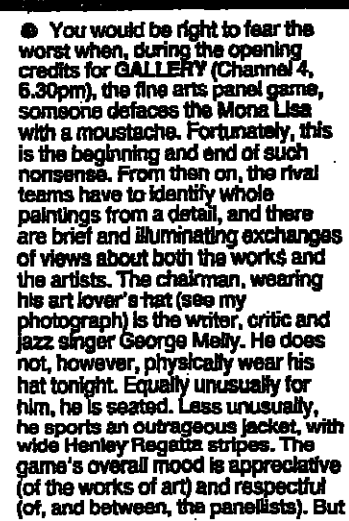 ● You would be right to fear the
worst when, during the opening
credits for GALLERY (Channel 4,
6.30pm), the fine arts panel game,
someone defaces the Mona Lisa
with a moustache. Fortunately, this
is the beginning and end of such
nonsense. From then on, the rival
teams have to identify whole
paintings from a detail, and there
are brief and illuminating exchanges
of views about both the works and
the artists. The chairman, wearing
his art lover's hat (see my
photograph) is the writer, critic and
jazz singer George Melly. He does
not, however, physically wear his
hat tonight. Equally unusually for
him, he is seated. Less unusually,
he sports an outrageous jacket, with
wide Henley Regatta stripes. The
game's overall mood is appreciative
(of the works of art) and respectful
(of, and between, the panellists). But